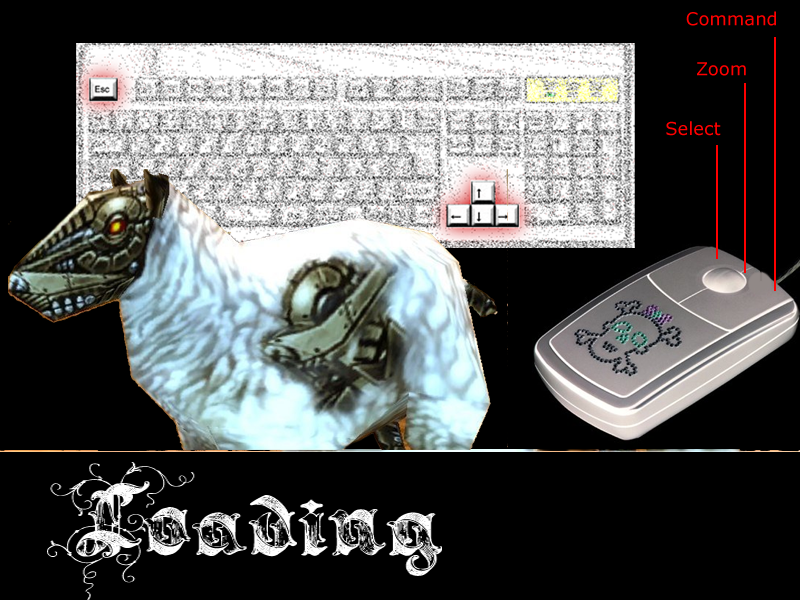 Command
Zoom
Select
Esc
↑
← ↓ →
Loading